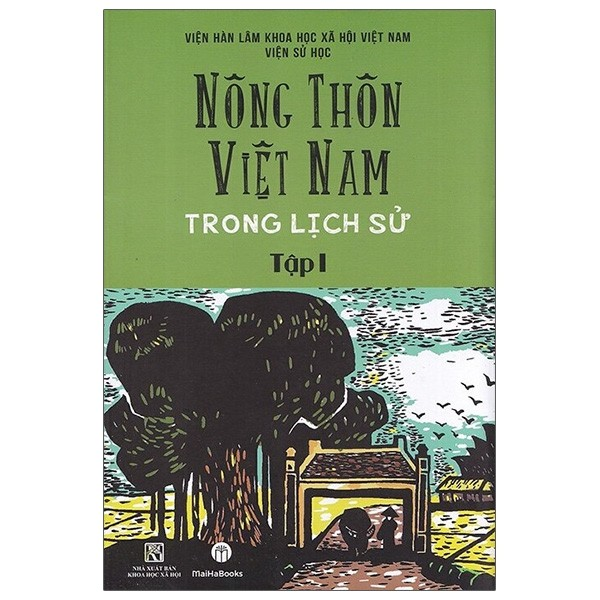 VIỆN HÀN LÂM KHOA HỌC XÃ HỘI VIỆT NAM
VIỆN SỬ HỌC
NÔNG THÔN
VIỆT NAM
TRONG LỊCH SỬ
Tập I
NHÀ XUẤT BẢN
KHOA HỌC XÃ HỘI
MaiHaBooks